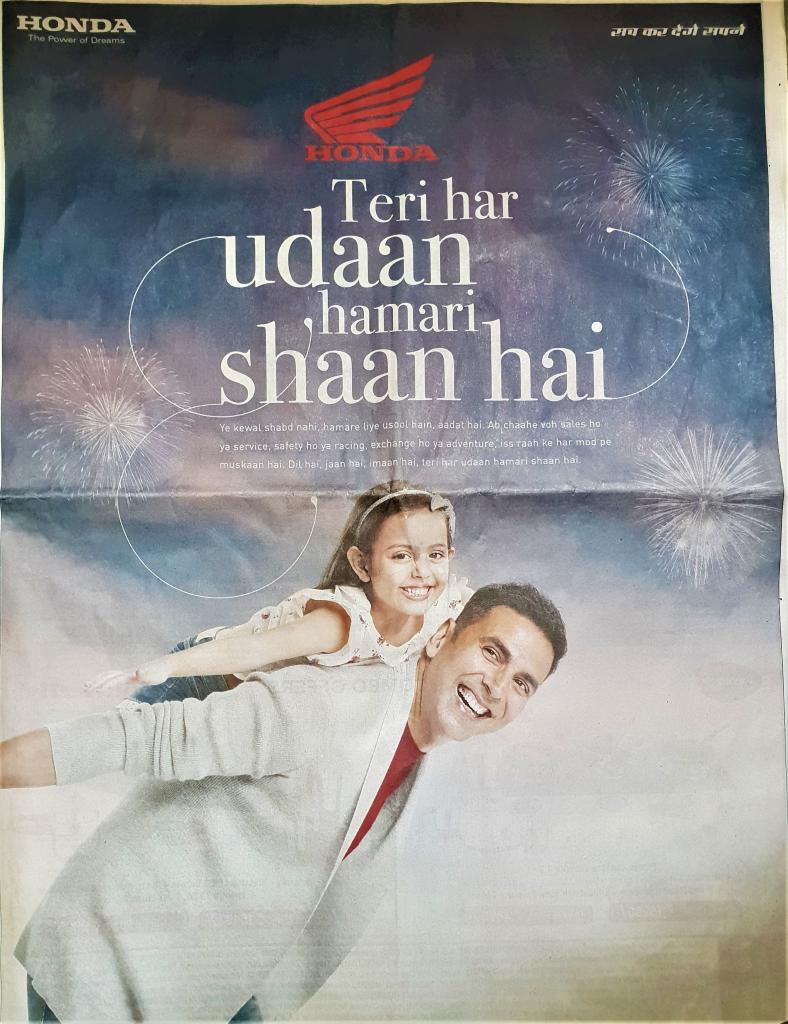 HONDA
The Power of Dreams
सच कर देंगे सपने
HONDA
Teri har
udaan
hamari
shaan hai
Ye kewal shabd nahi, hamare liye usool hain, aadat hai. Ab chaahe voh sales ho
ya service, safety ho ya racing, exchange ho ya adventure, iss raah ke har mod pe
muskaan hai. Dil hai, jaan hai, imaan hai, teri har udaan hamari shaan hai.